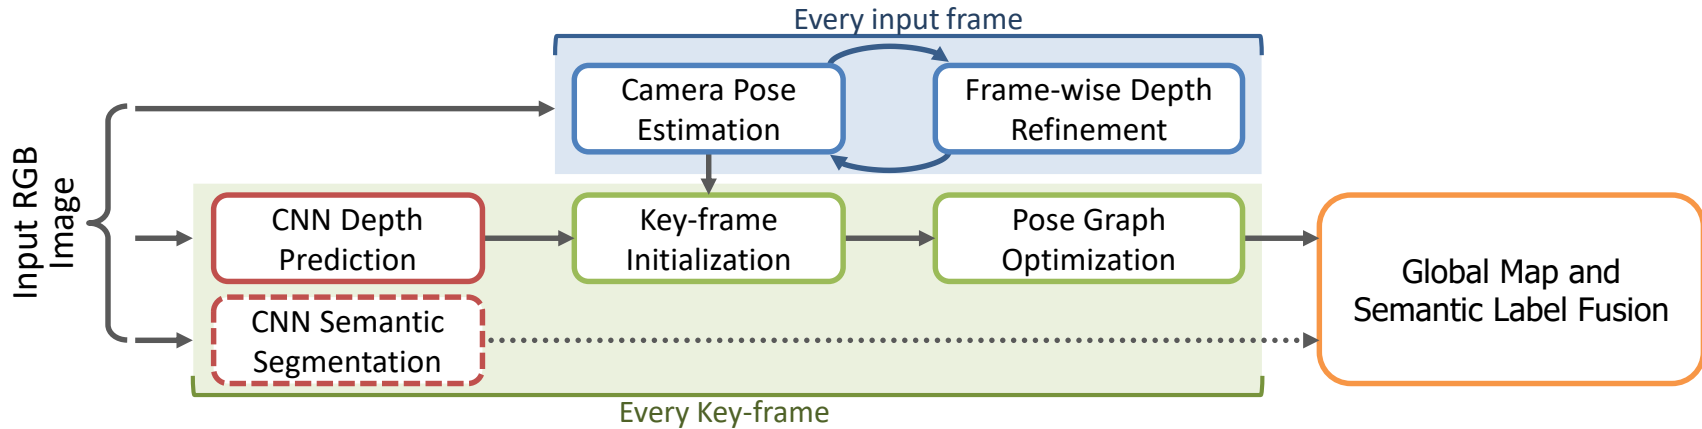 Every input frame
Camera Pose
Estimation
Frame-wise Depth
Refinement
Input RGB
Image
CNN Depth
Prediction
Key-frame
Initialization
Pose Graph
Optimization
Global Map and
Semantic Label Fusion
CNN Semantic
Segmentation
Every Key-frame